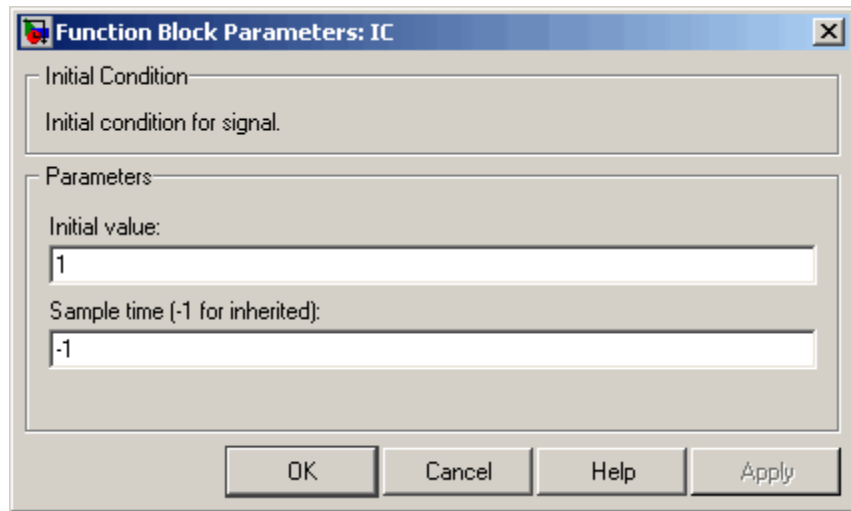 Function Block Parameters: IC
Initial Condition
Initial condition for signal.
Parameters
Initial value:
1
Sample time (-1 for inherited):
-1
OK Cancel Help Apply